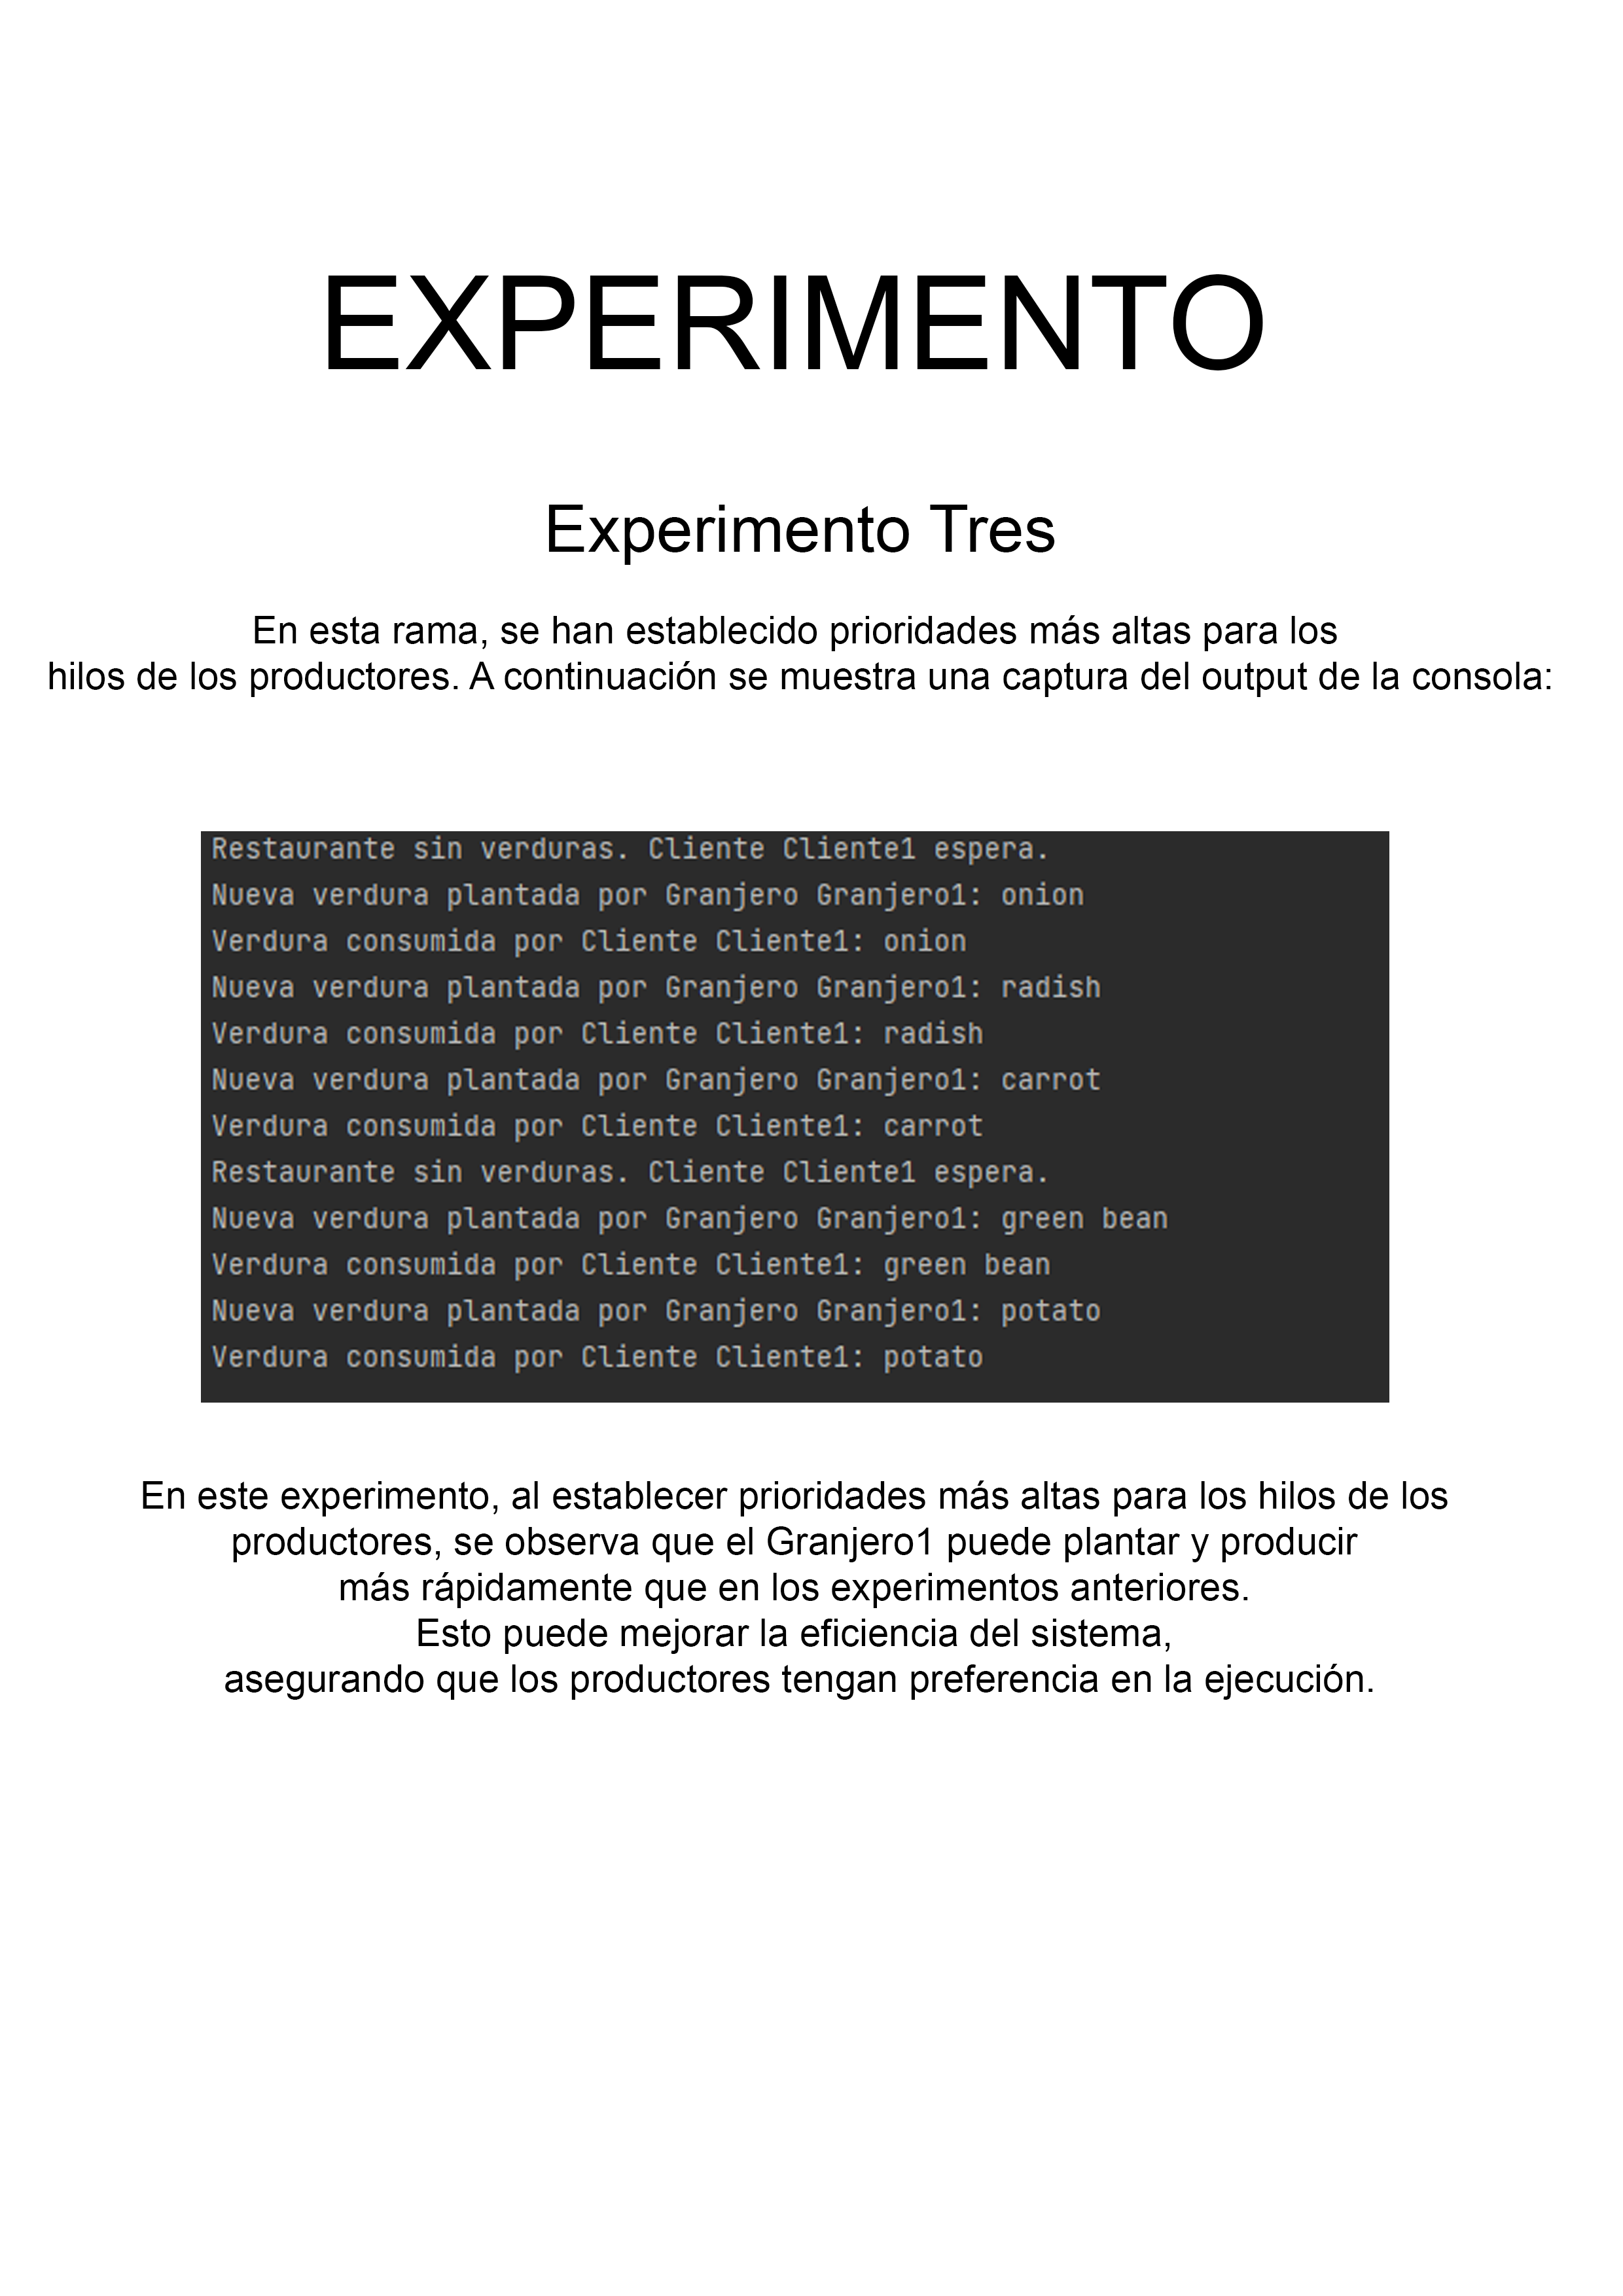 EXPERIMENTO
Experimento Tres
En esta rama, se han establecido prioridades más altas para los
hilos de los productores. A continuación se muestra una captura del output de la consola:
Restaurante sin verduras. Cliente Cliente1 espera.
Nueva verdura plantada por Granjero Granjero1: onion
Verdura consumida por Cliente Cliente1: onion
Nueva verdura plantada por Granjero Granjero1: radish
Verdura consumida por Cliente Cliente1: radish
Nueva verdura plantada por Granjero Granjero1: carrot
Verdura consumida por Cliente Cliente1: carrot
Restaurante sin verduras. Cliente Cliente1 espera.
Nueva verdura plantada por Granjero Granjero1: green bean
Verdura consumida por Cliente Cliente1: green bean
Nueva verdura plantada por Granjero Granjero1: potato
Verdura consumida por Cliente Cliente1: potato
En este experimento, al establecer prioridades más altas para los hilos de los
productores, se observa que el Granjero1 puede plantar y producir
más rápidamente que en los experimentos anteriores.
Esto puede mejorar la eficiencia del sistema,
asegurando que los productores tengan preferencia en la ejecución.